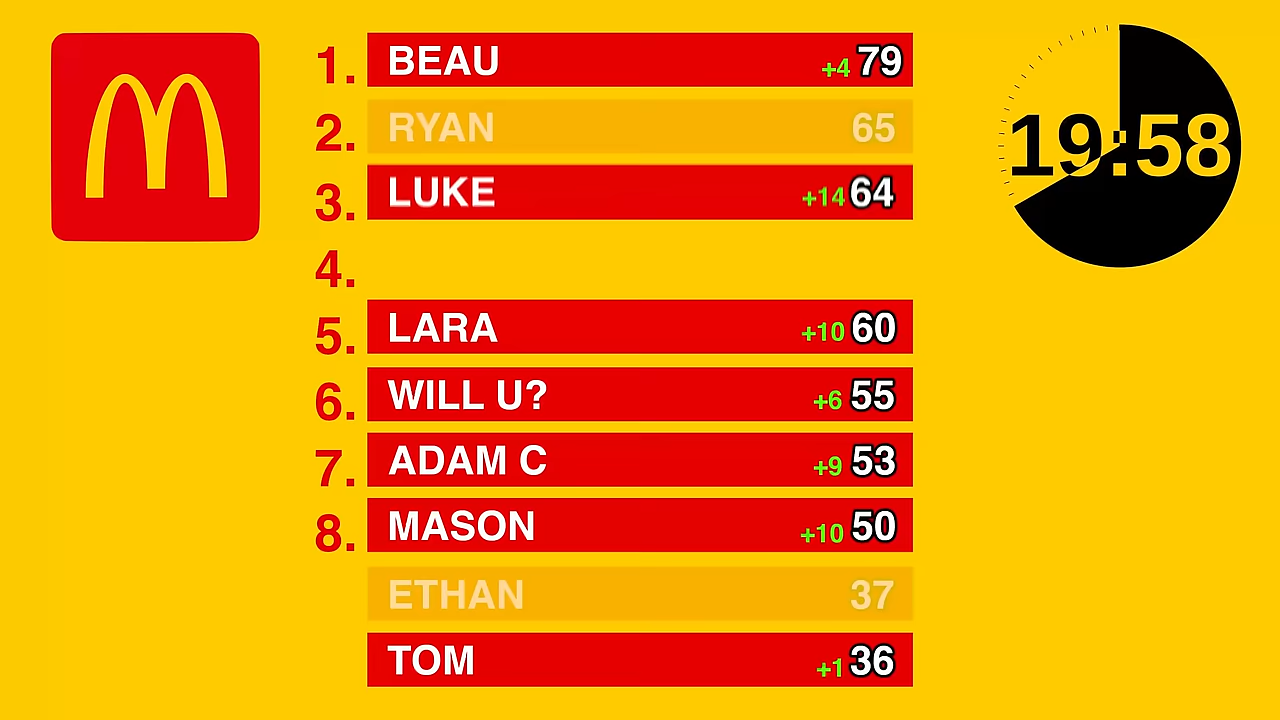 1. BEAU +4 79
2. RYAN 65
3. LUKE +14 64
4.
5. LARA +10 60
6. WILL U? +6 55
7. ADAM C +9 53
8. MASON +10 50
ETHAN 37
TOM +1 36
19:58